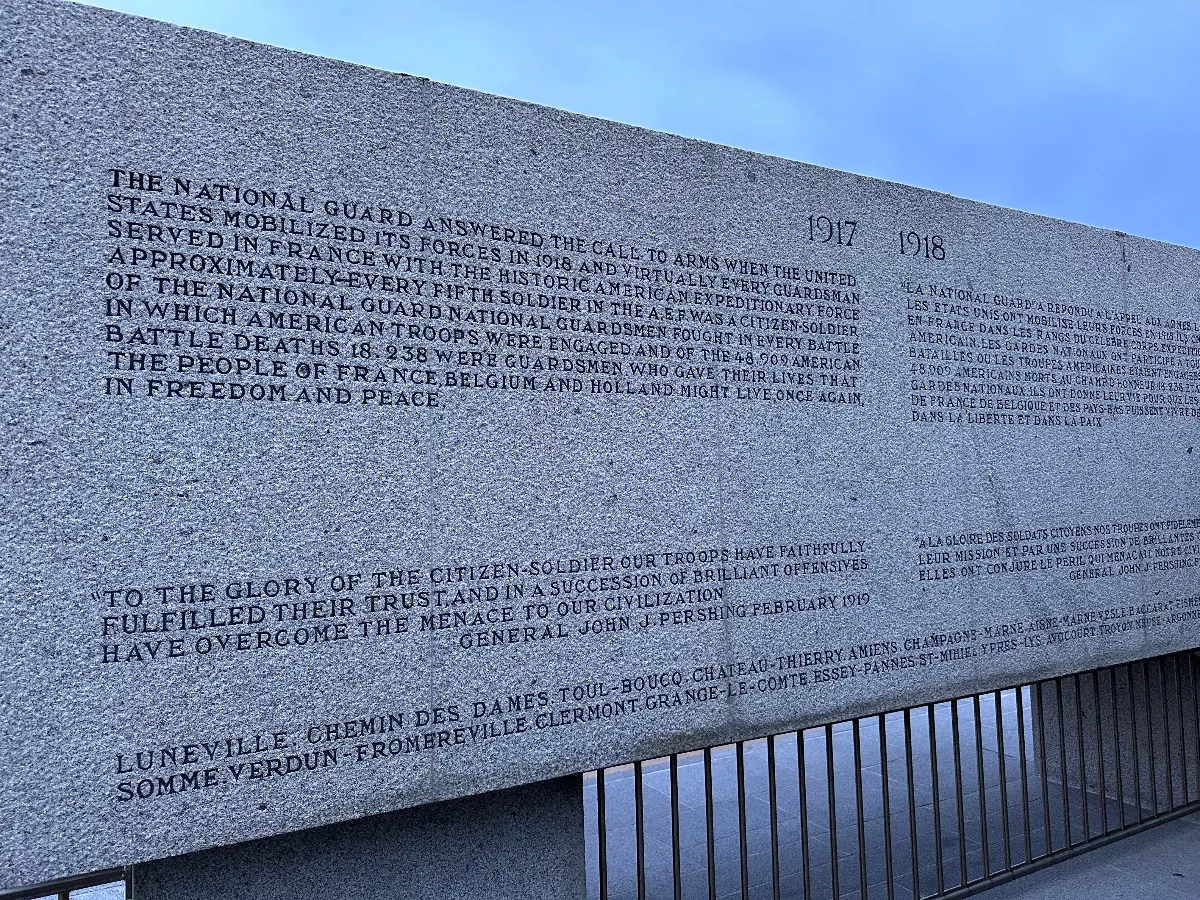 1917 1918
THE NATIONAL GUARD ANSWERED THE CALL TO ARMS WHEN THE UNITED
STATES MOBILIZED ITS FORCES IN 1918 AND VIRTUALLY EVERY GUARDSMAN
SERVED IN FRANCE WITH THE HISTORIC AMERICAN EXPEDITIONARY FORCE
APPROXIMATELY EVERY FIFTH SOLDIER IN THE A.E.F. WAS A CITIZEN-SOLDIER
OF THE NATIONAL GUARD NATIONAL GUARDSMEN FOUGHT IN EVERY BATTLE
IN WHICH AMERICAN TROOPS WERE ENGAGED, AND OF THE 48,909 AMERICAN
BATTLE DEATHS, 18,238 WERE GUARDSMEN WHO GAVE THEIR LIVES THAT
THE PEOPLE OF FRANCE, BELGIUM AND HOLLAND MIGHT LIVE ONCE AGAIN,
IN FREEDOM AND PEACE.
"LA NATIONAL GUARD" A REPONDU A L'APPEL AUX ARMES
LES ETATS UNIS ONT MOBILISE LEURS FORCES
EN FRANCE DANS LES RANGS DU CELEBRE CORPS
AMERICAIN. LES GARDES NATIONAUX ONT PARTICIPE A
BATAILLES OU LES TROUPES AMERICAINES ETAIENT
48.909 AMERICAINS MORTS AU CHAMP D'HONNEUR 18.238
GARDES NATIONAUX. ILS ONT DONNE LEUR VIE POUR QUE LES
DE FRANCE DE BELGIQUE ET DES PAYS-BAS PUISSENT VIVRE
DANS LA LIBERTE ET DANS LA PAIX
"TO THE GLORY OF THE CITIZEN-SOLDIER OUR TROOPS HAVE FAITHFULLY
FULFILLED THEIR TRUST, AND IN A SUCCESSION OF BRILLIANT OFFENSIVES
HAVE OVERCOME THE MENACE TO OUR CIVILIZATION
GENERAL JOHN J. PERSHING FEBRUARY 1919
"A LA GLOIRE DES SOLDATS CITOYENS NOS TROUPES ONT
LEUR MISSION ET PAR UNE SUCCESSION DE BRILLANTES
ELLES ONT CONJURE LE PERIL QUI MENACAIT NOTRE
GENERAL JOHN J. PERSHING
LUNEVILLE, CHEMIN DES DAMES TOUL-BOUCQ, CHATEAU-THIERRY, AMIENS, CHAMPAGNE-MARNE, AISNE-MARNE, VESLE, BACCARAT,
SOMME, VERDUN-FROMBREVILLE, CLERMONT, GRANGE-LE-COMTE, ESSEY-PANNES, ST-MIHIEL, YPRES-LYS, AVOCOURT, TROYON, MEUSE-ARGONNE